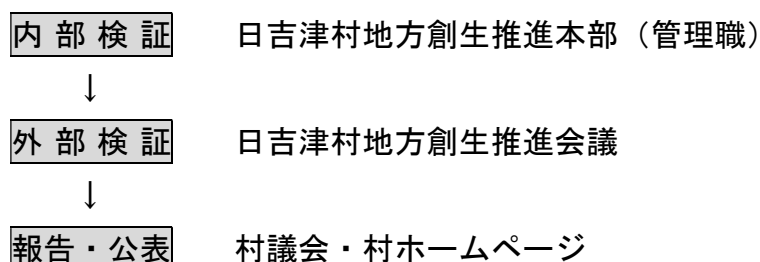 内部検証 日吉津村地方創生推進本部（管理職）
↓
外部検証 日吉津村地方創生推進会議
↓
報告・公表 村議会・村ホームページ